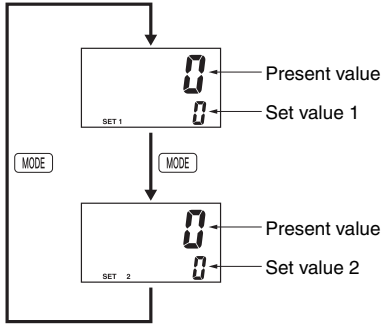 0
Present value
0
Set value 1
SET 1
MODE
MODE
0
Present value
0
Set value 2
SET 2